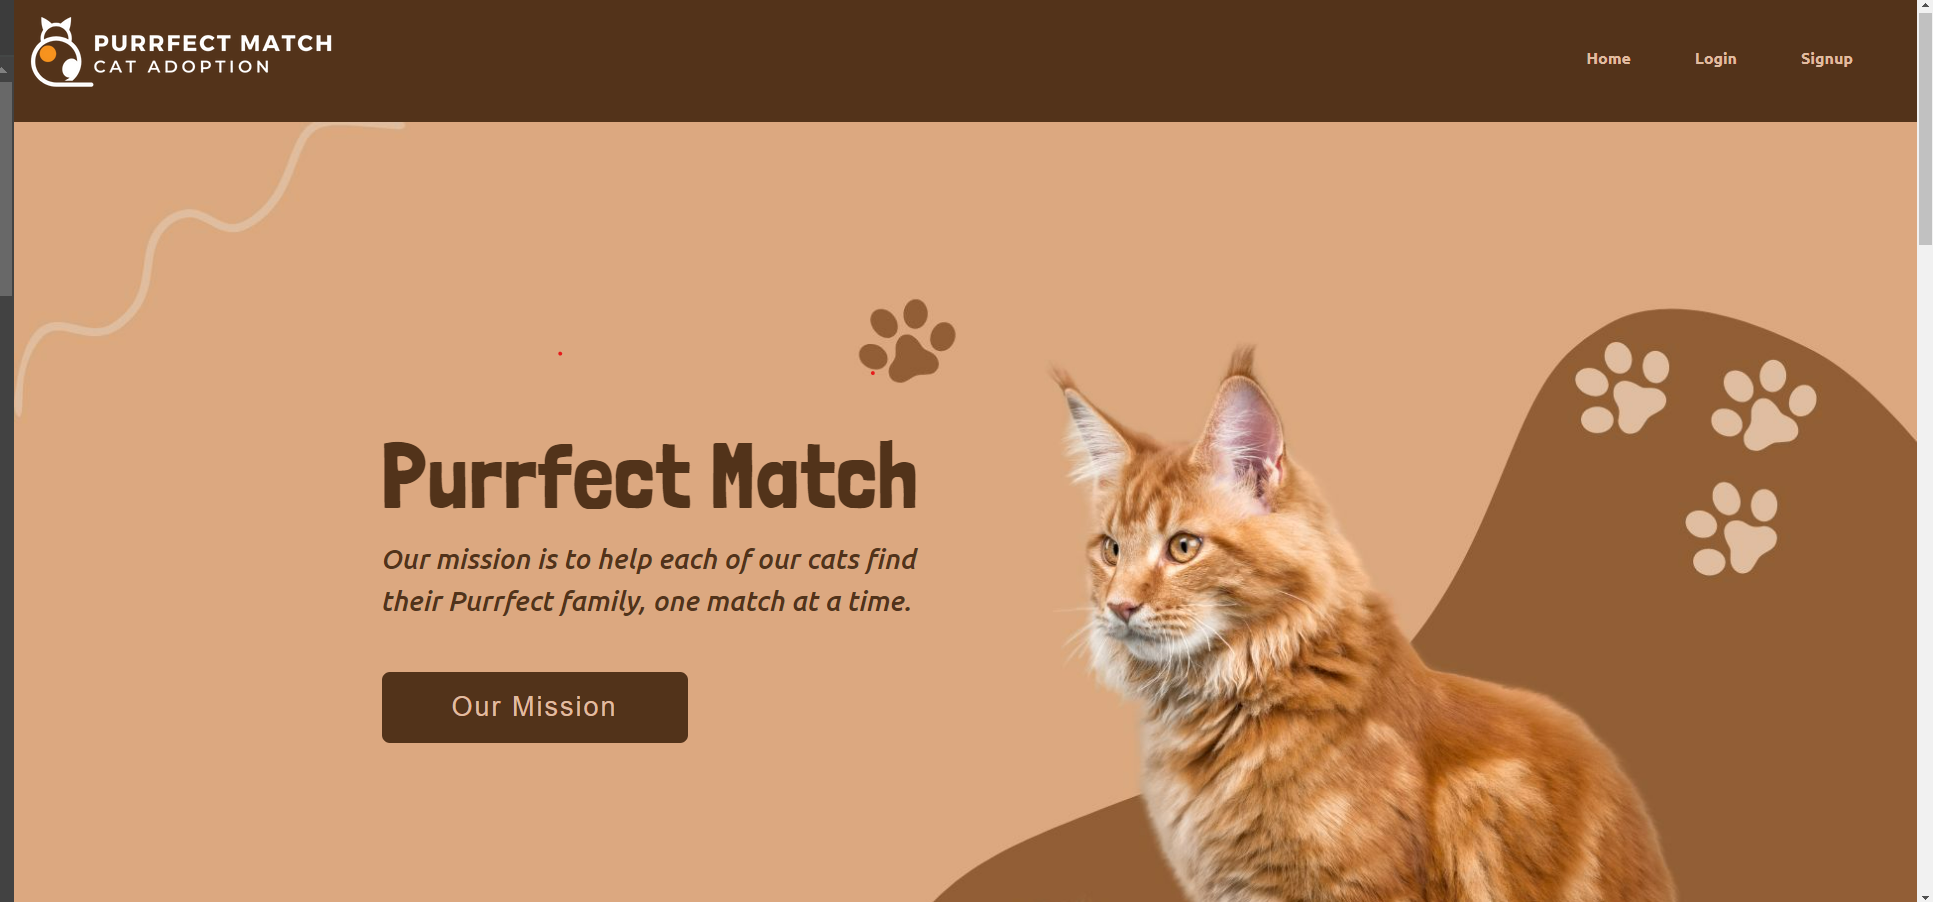 PURRFECT MATCH
CAT ADOPTION
Home
Login
Signup
Purrfect Match
Our mission is to help each of our cats find
their Purrfect family, one match at a time.
Our Mission